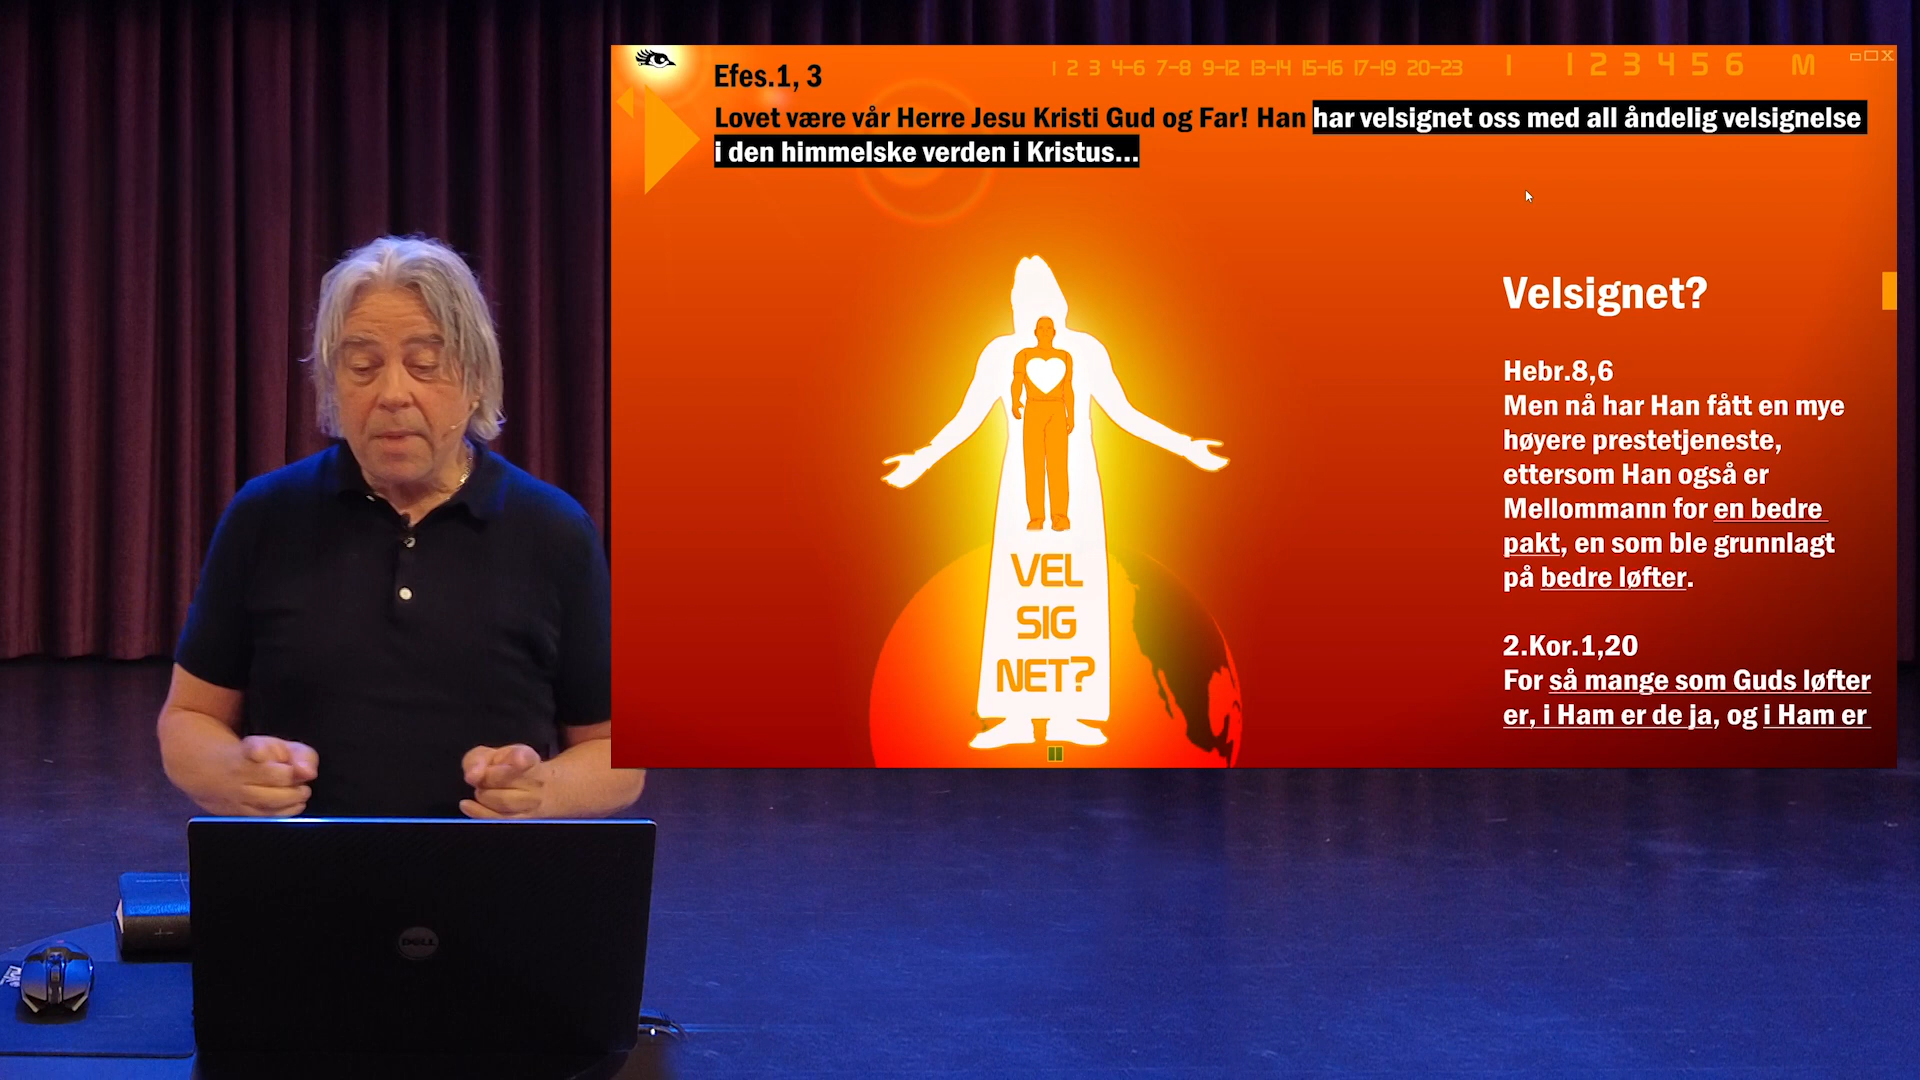 Efes.1, 3
1 2 3 4-6 7-8 9-12 13-14 15-16 17-19 20-23 1 1 2 3 4 5 6 M
Lovet være vår Herre Jesu Kristi Gud og Far! Han har velsignet oss med all åndelig velsignelse
i den himmelske verden i Kristus...
Velsignet?
Hebr.8,6
Men nå har Han fått en mye
høyere prestetjeneste,
ettersom Han også er
Mellommann for en bedre
pakt, en som ble grunnlagt
på bedre løfter.
2.Kor.1,20
For så mange som Guds løfter
er, i Ham er de ja, og i Ham er
VEL
SIG
NET?
DELL